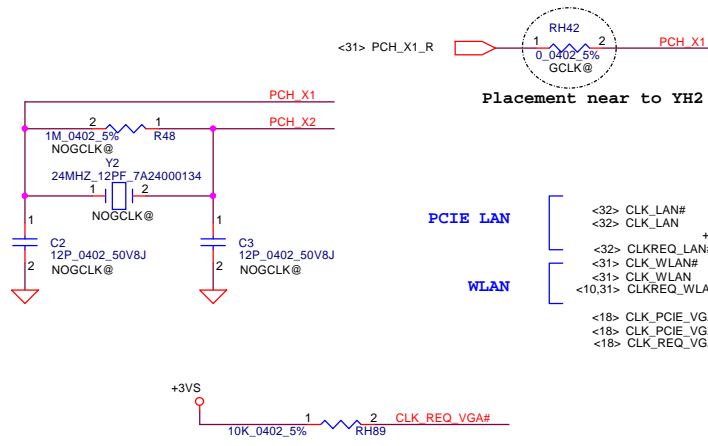 RH42
<31> PCH_X1_R
1
2
PCH_X1
0_0402_5%
GCLK@
Placement near to YH2
PCH_X1
PCH_X2
2
1
1M_0402_5%
R48
NOGCLK@
Y2
24MHZ_12PF_7A24000134
1
2
NOGCLK@
1
C2
12P_0402_50V8J
2
NOGCLK@
1
C3
12P_0402_50V8J
2
NOGCLK@
PCIE LAN
<32> CLK_LAN#
<32> CLK_LAN
+
<32> CLKREQ_LAN#
WLAN
<31> CLK_WLAN#
<31> CLK_WLAN
<10,31> CLKREQ_WLA
<18> CLK_PCIE_VG
<18> CLK_PCIE_VG
<18> CLK_REQ_VG
+3VS
1
2
CLK_REQ_VGA#
10K_0402_5%
RH89